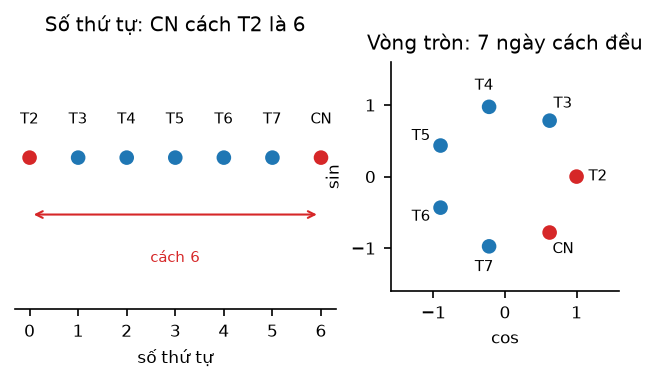 Số thứ tự: CN cách T2 là 6
T2 T3 T4 T5 T6 T7 CN
cách 6
0 1 2 3 4 5 6
số thứ tự
Vòng tròn: 7 ngày cách đều
T4
T3
T5
T2
T6
CN
T7
1
0
−1
sin
−1 0 1
cos